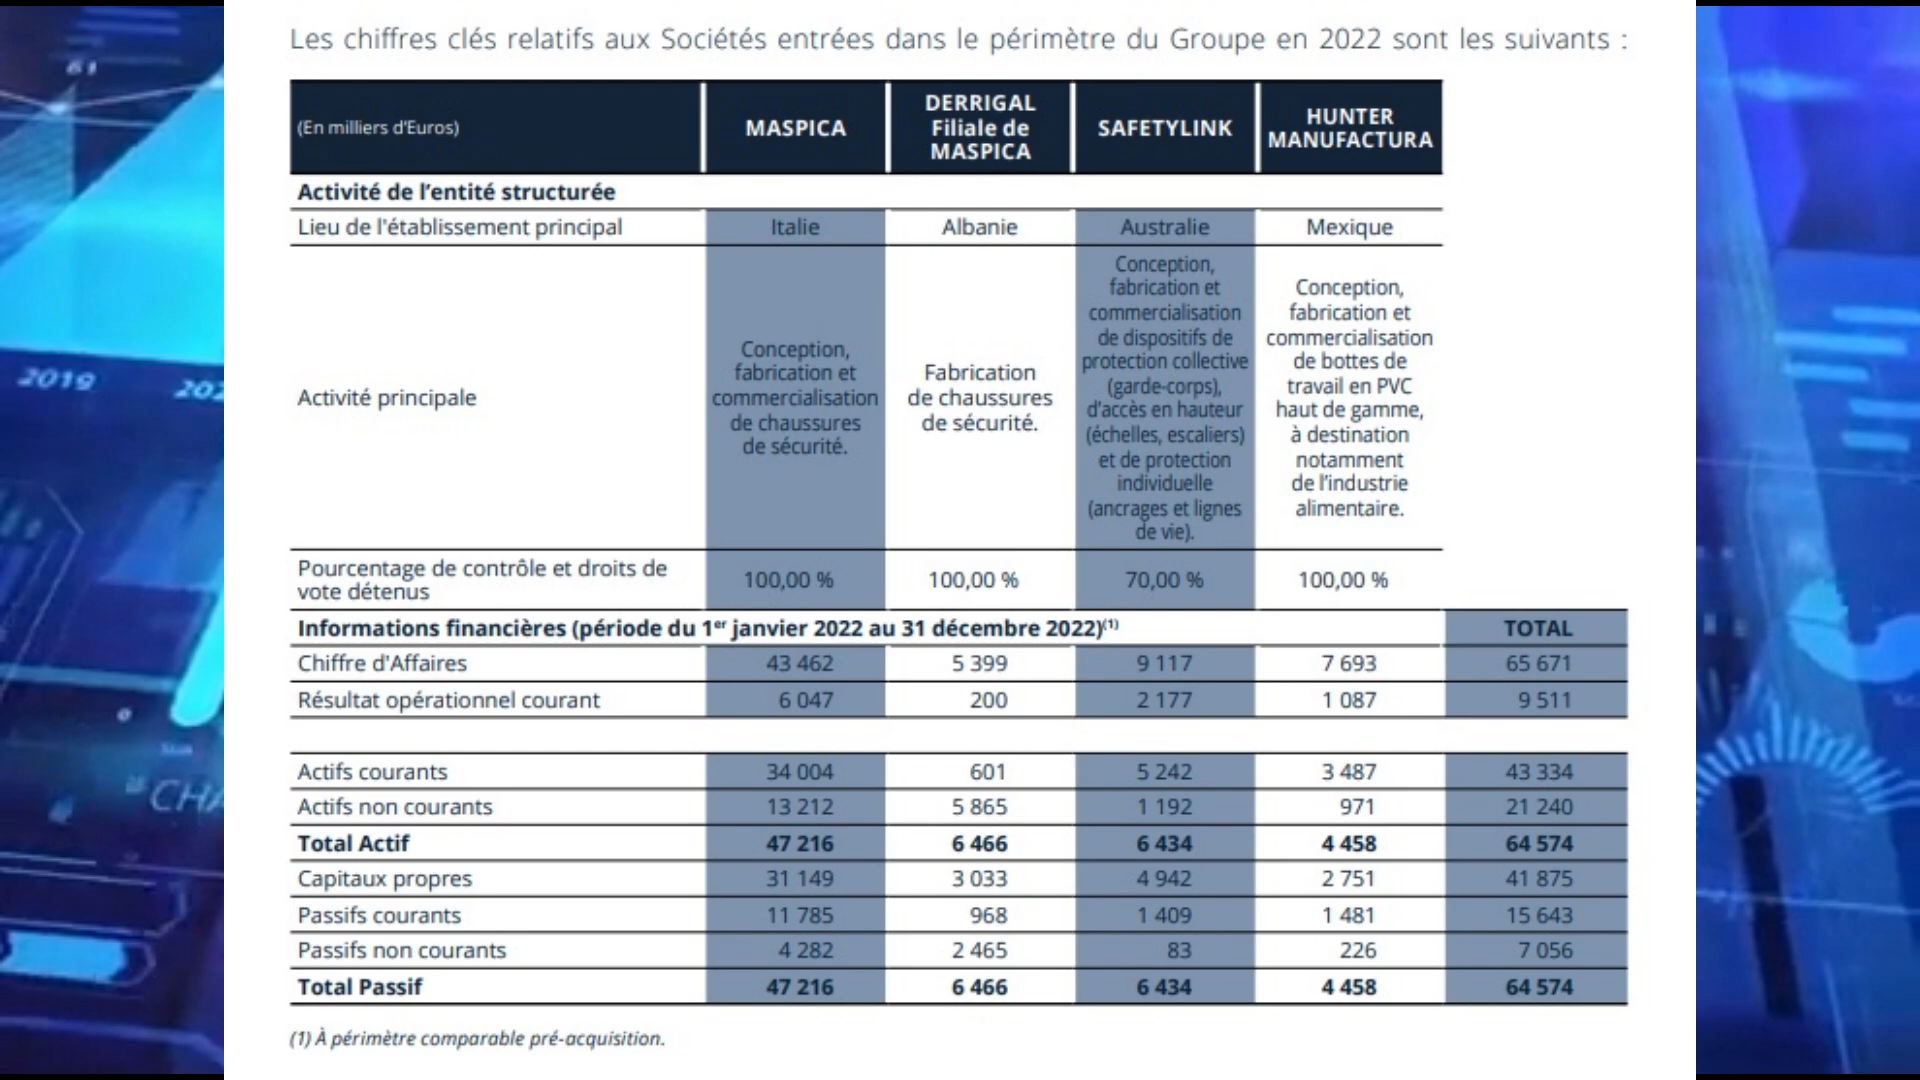 Les chiffres clés relatifs aux Sociétés entrées dans le périmètre du Groupe en 2022 sont les suivants :
(En milliers d'Euros) MASPICA DERRIGAL Filiale de MASPICA SAFETYLINK HUNTER MANUFACTURA
Activité de l'entité structurée
Lieu de l'établissement principal Italie Albanie Australie Mexique
Activité principale
Conception,
fabrication et
commercialisation
de chaussures
de sécurité.
Fabrication
de chaussures
de sécurité.
Conception,
fabrication et
commercialisation
de dispositifs de
protection collective
(garde-corps),
d'accès en hauteur
(échelles, escaliers)
et de protection
individuelle
(ancrages et lignes
de vie).
Conception,
fabrication et
commercialisation
de bottes de
travail en PVC
haut de gamme,
à destination
notamment
de l'industrie
alimentaire.
Pourcentage de contrôle et droits de
vote détenus
100,00 % 100,00 % 70,00 % 100,00 %
Informations financières (période du 1er janvier 2022 au 31 décembre 2022)(1) TOTAL
Chiffre d'Affaires 43 462 5 399 9 117 7 693 65 671
Résultat opérationnel courant 6 047 200 2 177 1 087 9 511
Actifs courants 34 004 601 5 242 3 487 43 334
Actifs non courants 13 212 5 865 1 192 971 21 240
Total Actif 47 216 6 466 6 434 4 458 64 574
Capitaux propres 31 149 3 033 4 942 2 751 41 875
Passifs courants 11 785 968 1 409 1 481 15 643
Passifs non courants 4 282 2 465 83 226 7 056
Total Passif 47 216 6 466 6 434 4 458 64 574
(1) À périmètre comparable pré-acquisition.
61
2019
202
CHA